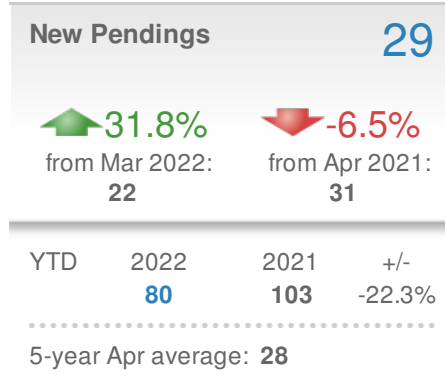 New Pendings 29
31.8% -6.5%
from Mar 2022: from Apr 2021:
22 31
YTD 2022 2021 +/-
80 103 -22.3%
5-year Apr average: 28